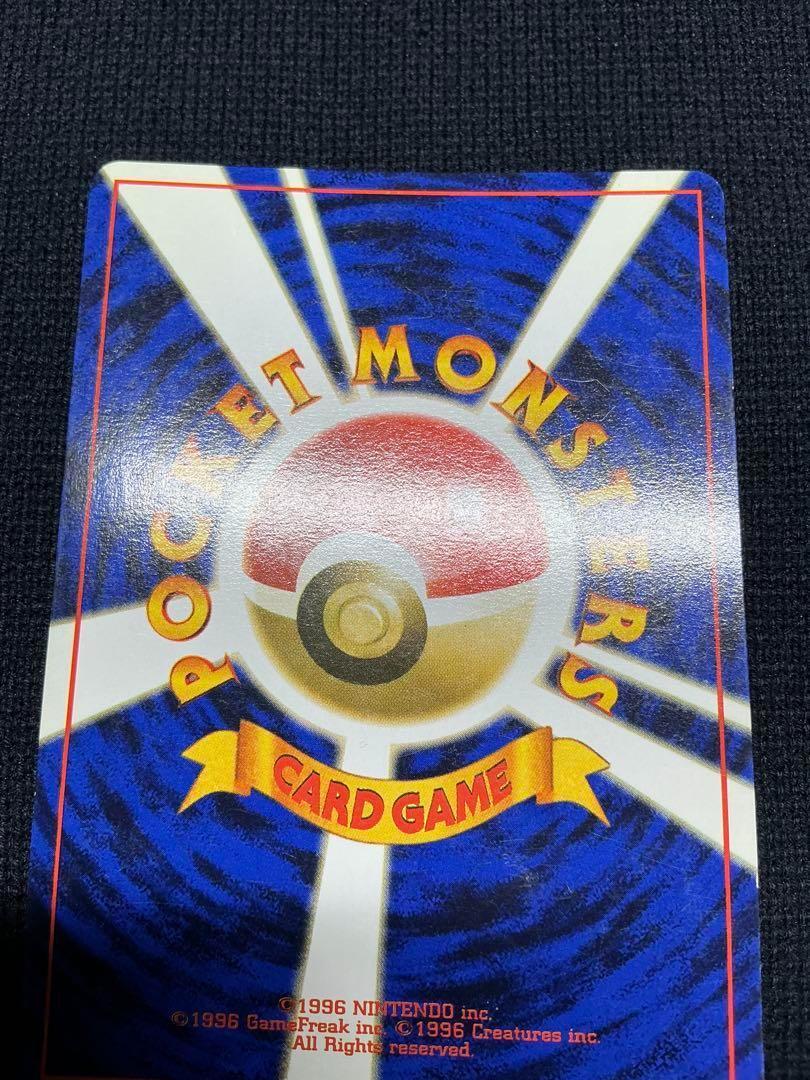 POCKET MONSTERS
CARD GAME
©1996 NINTENDO inc.
©1996 GameFreak inc. ©1996 Creatures inc.
All Rights reserved.